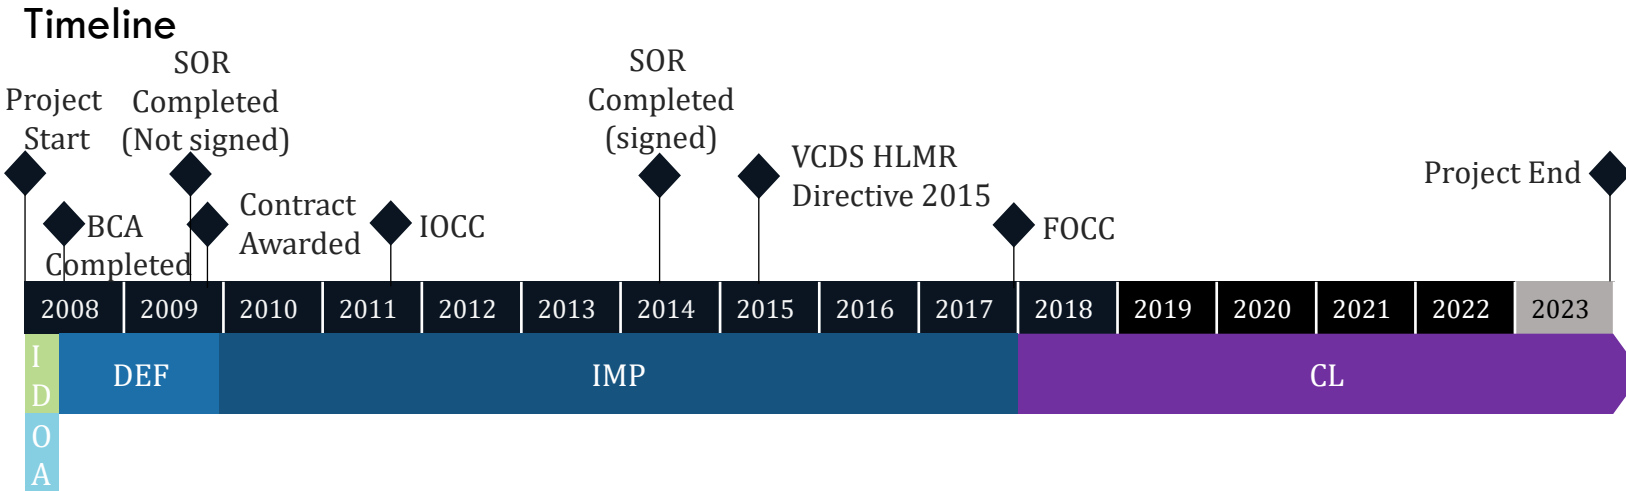 Timeline
Project
Start
SOR
Completed
(Not signed)
SOR
Completed
(signed)
VCDS HLMR
Directive 2015
Project End
BCA
Completed
Contract
Awarded
IOCC
FOCC
2008 2009 2010 2011 2012 2013 2014 2015 2016 2017 2018 2019 2020 2021 2022 2023
I
D
DEF IMP CL
O
A